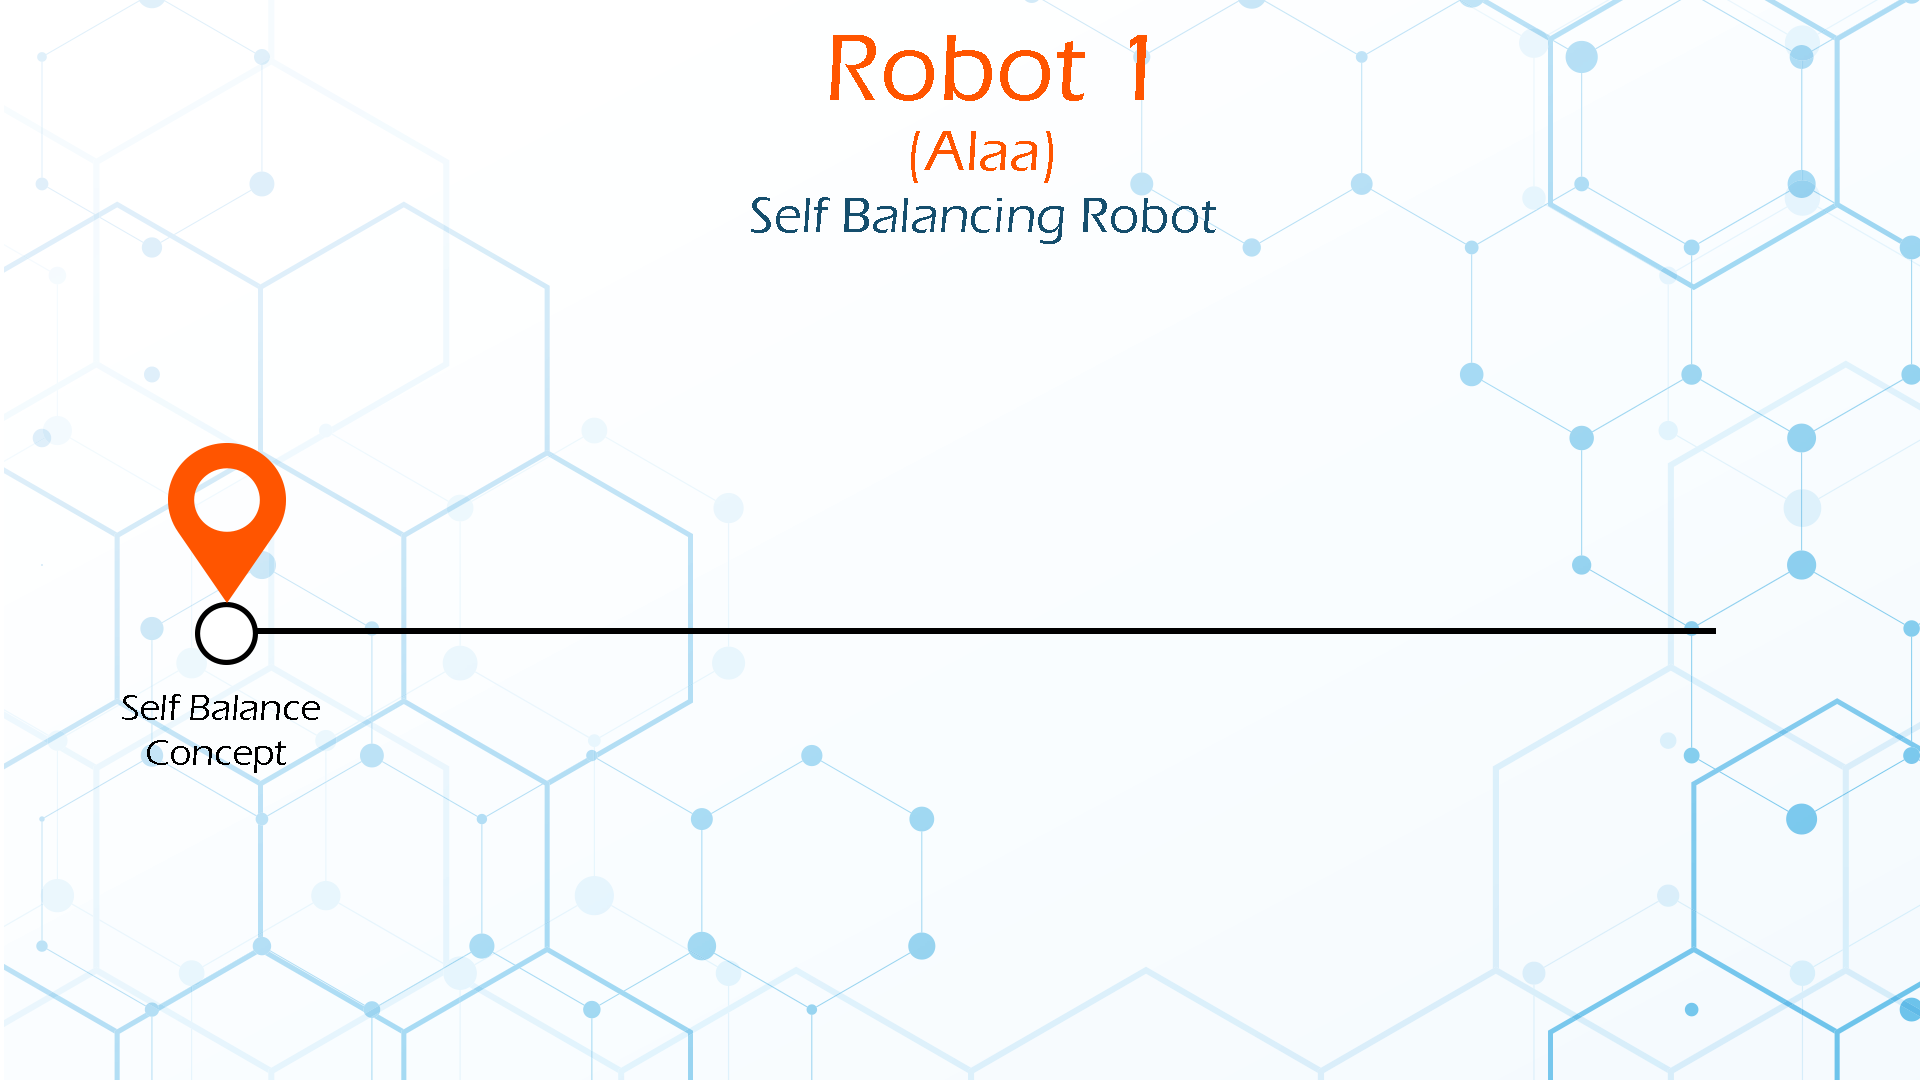 Robot 1
(Alaa)
Self Balancing Robot
Self Balance
Concept